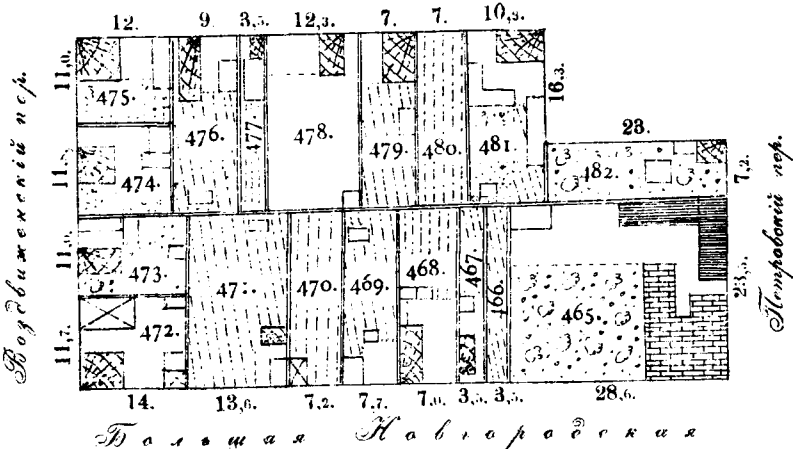 12. 9. 3,5. 12,3. 7. 7. 10,9.
11,0.
16,3.
475. 476. 477. 478. 479. 480. 481.
23.
482.
7,2.
474.
Воздвиженскій пер.
Петровскій пер.
11,0.
473. 470. 469. 468. 467. 466. 465.
23,5.
472.
11,7.
14. 13,6. 7,2. 7,7. 7,0. 3,5. 3,5. 28,6.
Большая Новгородская